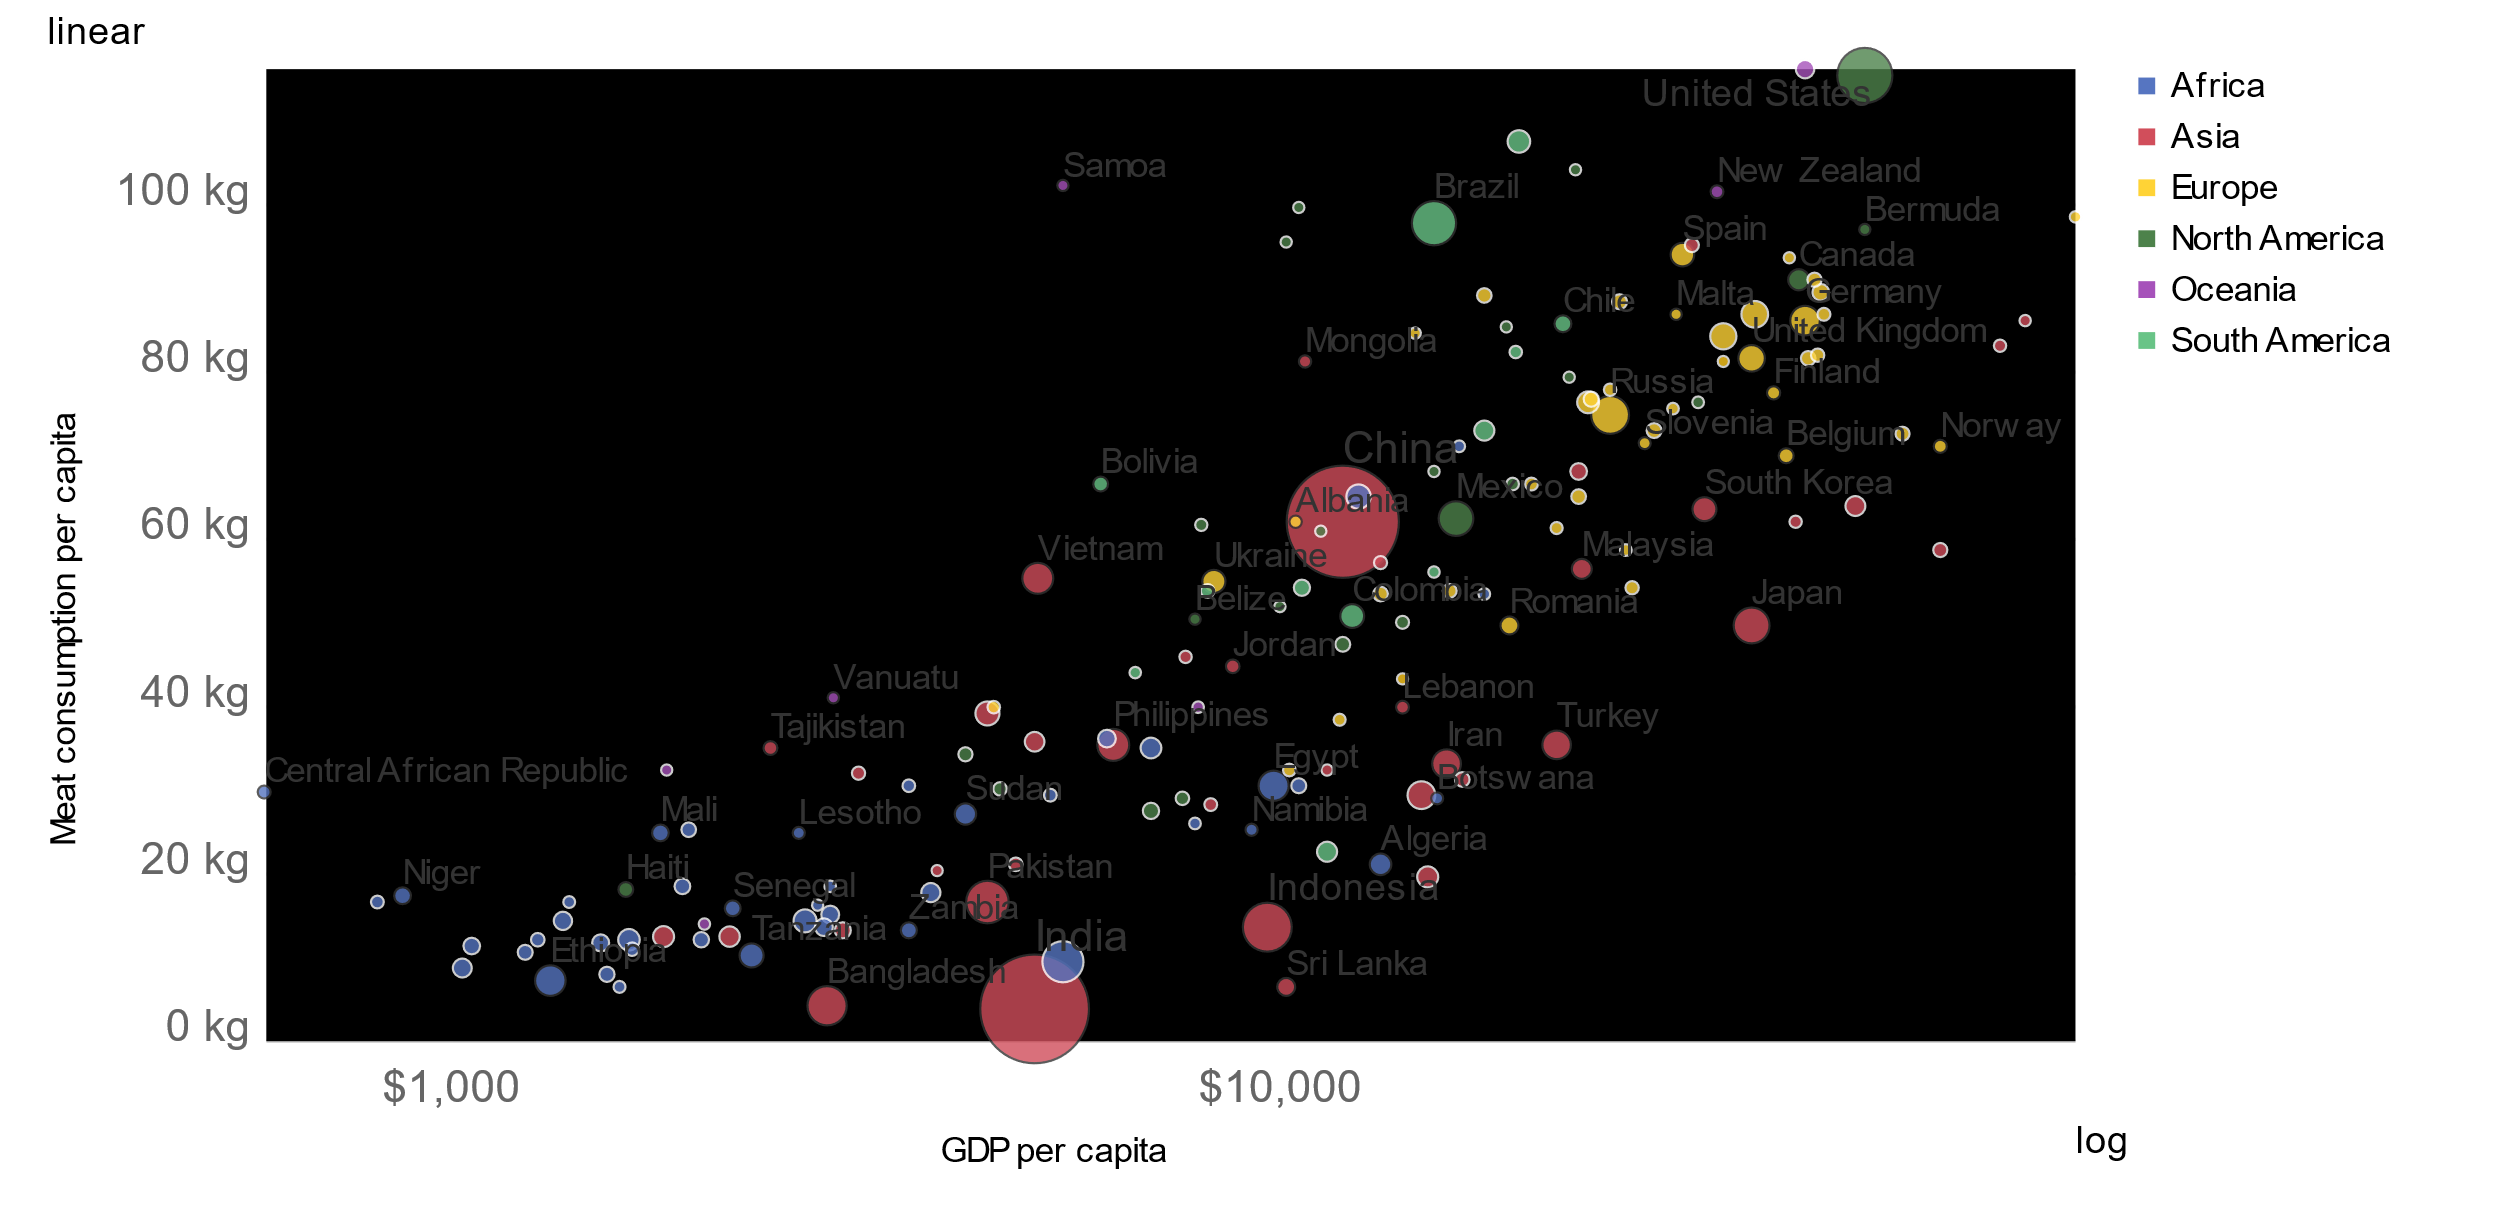 linear
United States
Africa
Asia
Europe
North America
Oceania
South America
100 kg
80 kg
60 kg
40 kg
20 kg
0 kg
Meat consumption per capita
Samoa
Brazil
New Zealand
Bermuda
Spain
Canada
Germany
Malta
Chile
United Kingdom
Mongolia
Finland
Russia
Slovenia
Norway
Belgium
China
Bolivia
Mexico
South Korea
Albania
Vietnam
Ukraine
Malaysia
Belize
Colombia
Romania
Japan
Jordan
Vanuatu
Lebanon
Tajikistan
Philippines
Turkey
Iran
Central African Republic
Egypt
Botswana
Sudan
Mali
Lesotho
Namibia
Algeria
Niger
Haiti
Pakistan
Senegal
Indonesia
Zambia
Tanzania
India
Ethiopia
Bangladesh
Sri Lanka
$1,000
$10,000
GDP per capita
log